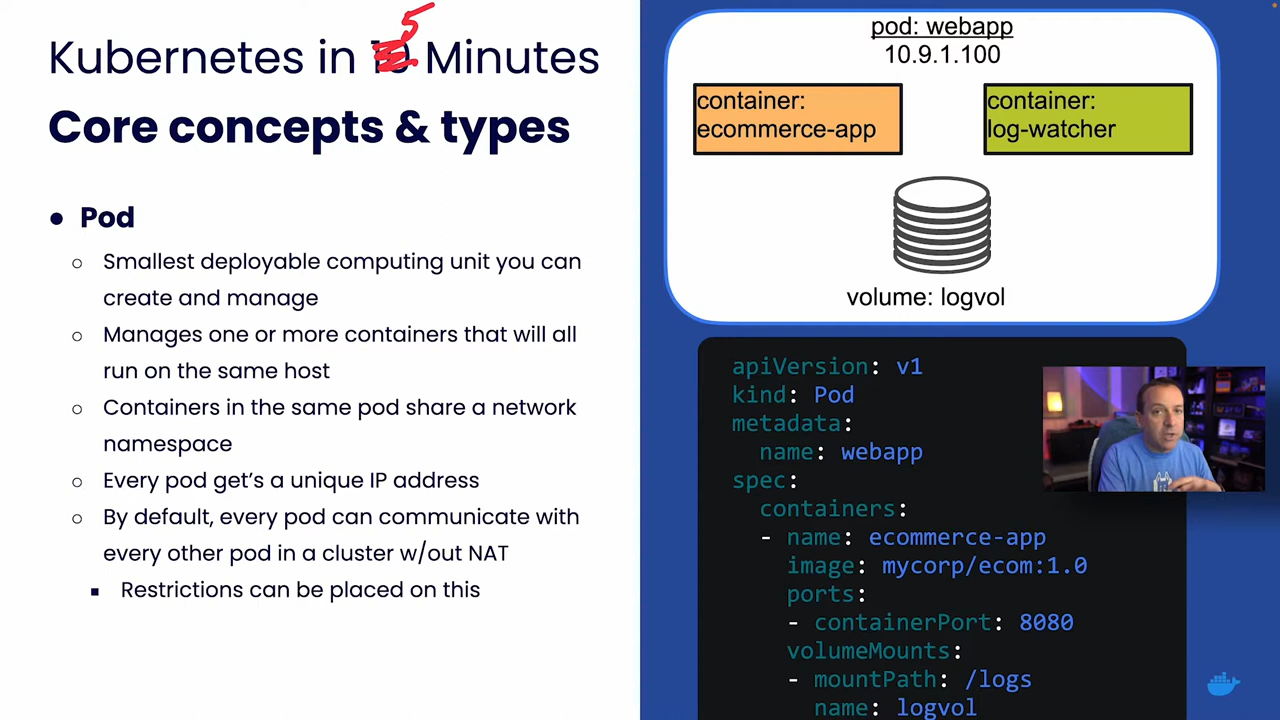 Kubernetes in 5 Minutes
Core concepts & types
● Pod
○ Smallest deployable computing unit you can
create and manage
○ Manages one or more containers that will all
run on the same host
○ Containers in the same pod share a network
namespace
○ Every pod get's a unique IP address
○ By default, every pod can communicate with
every other pod in a cluster w/out NAT
■ Restrictions can be placed on this
pod: webapp
10.9.1.100
container:
ecommerce-app
container:
log-watcher
volume: logvol
apiVersion: v1
kind: Pod
metadata:
name: webapp
spec:
containers:
- name: ecommerce-app
image: mycorp/ecom:1.0
ports:
- containerPort: 8080
volumeMounts:
- mountPath: /logs
name: logvol